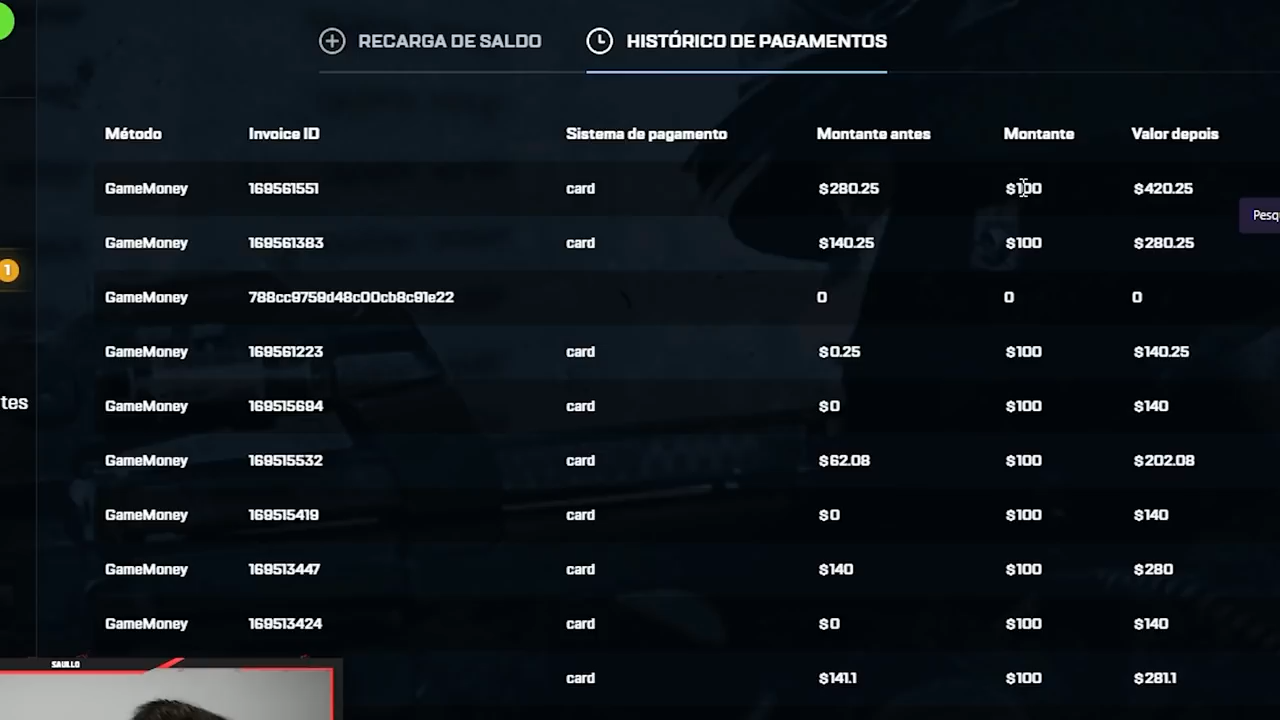 RECARGA DE SALDO HISTÓRICO DE PAGAMENTOS
Método Invoice ID Sistema de pagamento Montante antes Montante Valor depois
GameMoney 169561551 card $280.25 $100 $420.25
Pesq
GameMoney 169561383 card $140.25 $100 $280.25
1
GameMoney 788cc9759d48c00cb8c91e22 0 0 0
GameMoney 169561223 card $0.25 $100 $140.25
tes
GameMoney 169515694 card $0 $100 $140
GameMoney 169515532 card $62.08 $100 $202.08
GameMoney 169515419 card $0 $100 $140
GameMoney 169513447 card $140 $100 $280
GameMoney 169513424 card $0 $100 $140
SAULLO
card $141.1 $100 $281.1